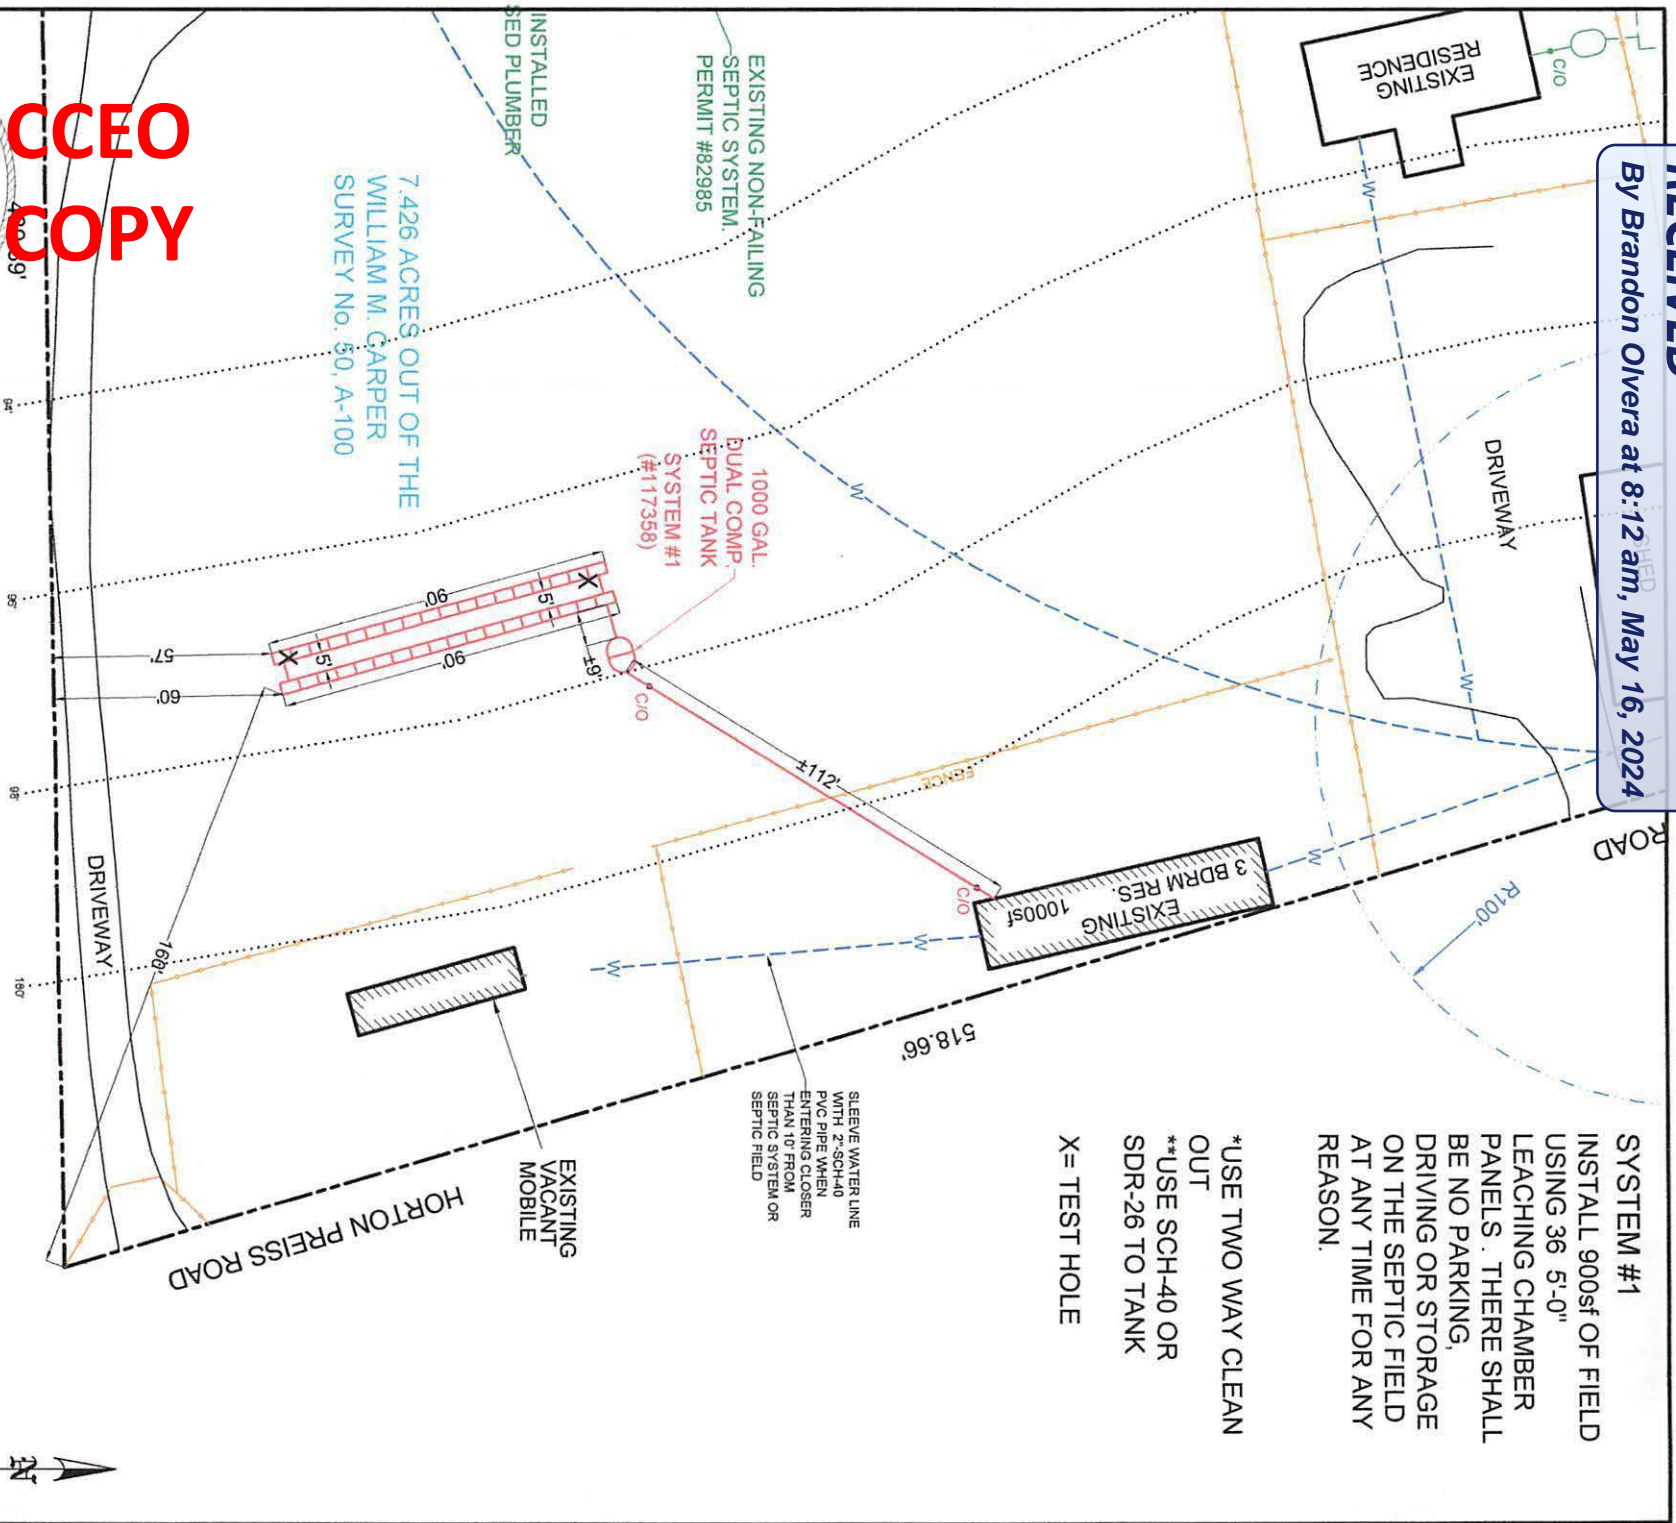 RECEIVED
By Brandon Olvera at 8:12 am, May 16, 2024
CCEO
COPY
SYSTEM #1
INSTALL 900sf OF FIELD
USING 36 5'-0"
LEACHING CHAMBER
PANELS . THERE SHALL
BE NO PARKING,
DRIVING OR STORAGE
ON THE SEPTIC FIELD
AT ANY TIME FOR ANY
REASON.
*USE TWO WAY CLEAN
OUT
**USE SCH-40 OR
SDR-26 TO TANK
X= TEST HOLE
ROAD
R100'
SHED
DRIVEWAY
C/O
EXISTING
RESIDENCE
W
W
W
W
W
W
EXISTING
3 BDRM RES.
1000sf
C/O
FENCE
±112'
518.66'
SLEEVE WATER LINE
WITH 2"-SCH40
PVC PIPE WHEN
ENTERING CLOSER
THAN 10' FROM
SEPTIC SYSTEM OR
SEPTIC FIELD
EXISTING NON-FAILING
SEPTIC SYSTEM.
PERMIT #82985
1000 GAL.
DUAL COMP.
SEPTIC TANK
SYSTEM #1
(#117358)
C/O
±9'
X
90'
5'
90'
5'
X
57'
60'
160'
EXISTING
VACANT
MOBILE
HORTON PREISS ROAD
INSTALLED
SED PLUMBER
7.426 ACRES OUT OF THE
WILLIAM M. CARPER
SURVEY No. 50, A-100
DRIVEWAY
94'
96'
98'
100'
N